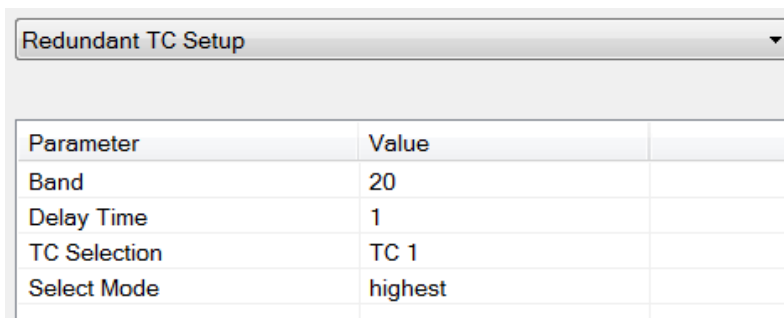 Redundant TC Setup
Parameter Value
Band 20
Delay Time 1
TC Selection TC 1
Select Mode highest